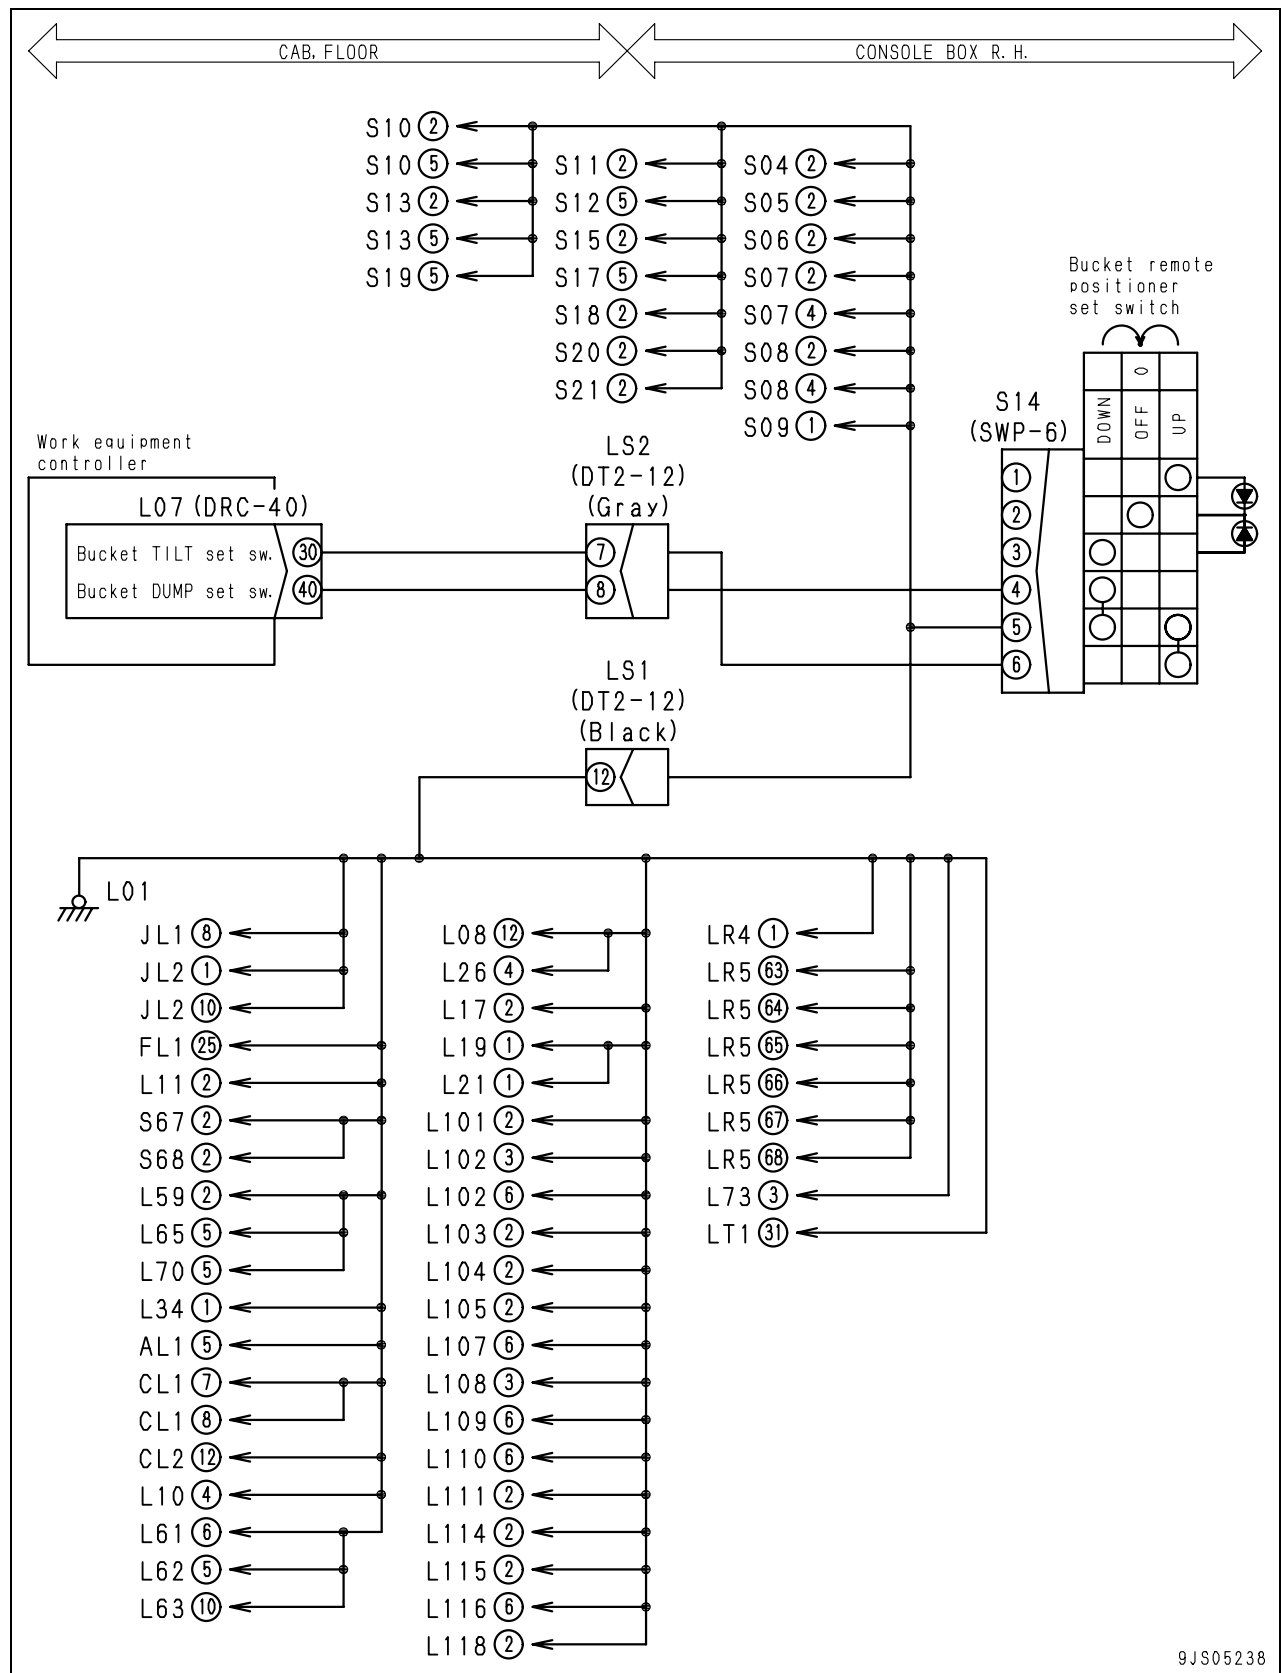 CAB, FLOOR
CONSOLE BOX R. H.
S10 2
S10 5
S13 2
S13 5
S19 5
S11 2
S12 5
S15 2
S17 5
S18 2
S20 2
S21 2
S04 2
S05 2
S06 2
S07 2
S07 4
S08 2
S08 4
S09 1
Bucket remote
positioner
set switch
DOWN
OFF O
UP
S14
(SWP-6)
1
2
3
4
5
6
Work equipment
controller
L07 (DRC-40)
Bucket TILT set sw. 30
Bucket DUMP set sw. 40
LS2
(DT2-12)
(Gray)
7
8
LS1
(DT2-12)
(Black)
12
L01
JL1 8
JL2 1
JL2 10
FL1 25
L11 2
S67 2
S68 2
L59 2
L65 5
L70 5
L34 1
AL1 5
CL1 7
CL1 8
CL2 12
L10 4
L61 6
L62 5
L63 10
L08 12
L26 4
L17 2
L19 1
L21 1
L101 2
L102 3
L102 6
L103 2
L104 2
L105 2
L107 6
L108 3
L109 6
L110 6
L111 2
L114 2
L115 2
L116 6
L118 2
LR4 1
LR5 63
LR5 64
LR5 65
LR5 66
LR5 67
LR5 68
L73 3
LT1 31
9JS05238